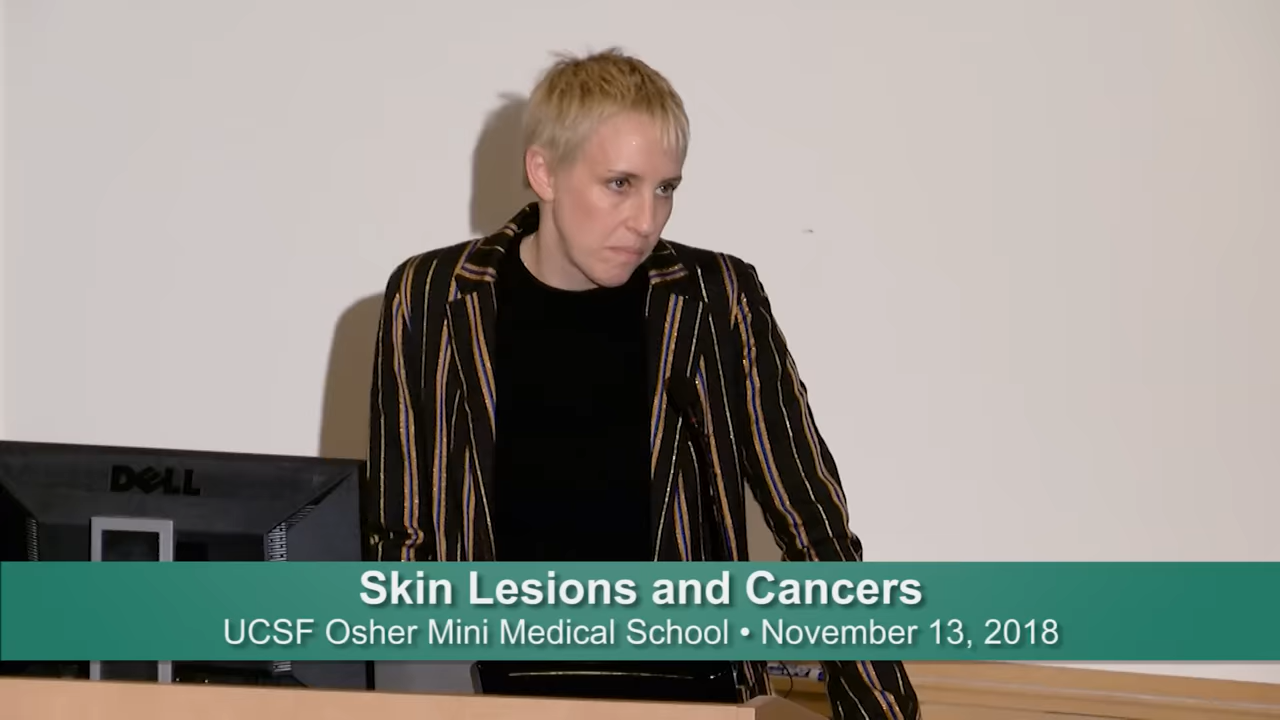 DELL
Skin Lesions and Cancers
UCSF Osher Mini Medical School • November 13, 2018